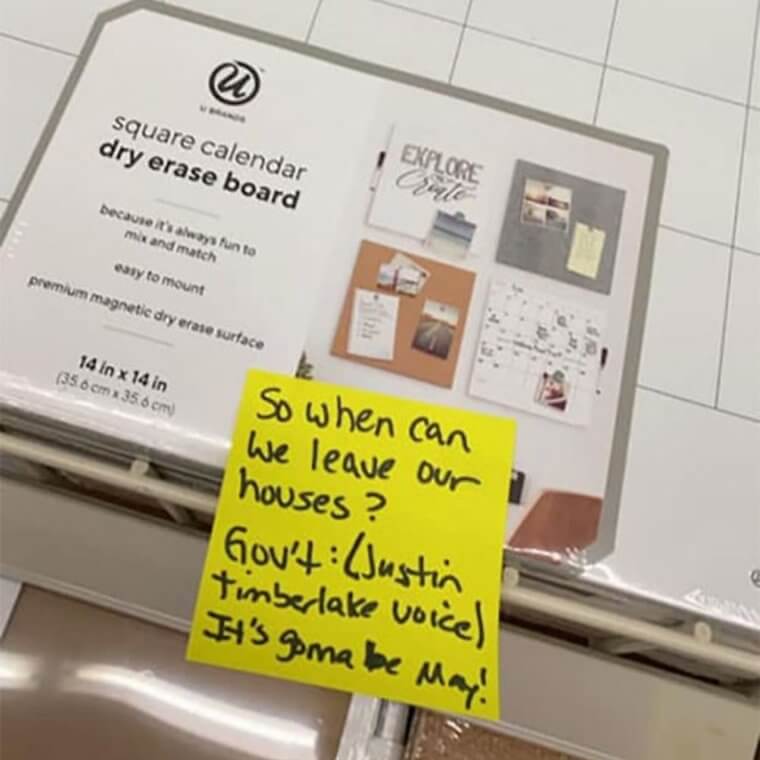 U BRANDS
square calendar
dry erase board
because it's always fun to
mix and match
easy to mount
premium magnetic dry erase surface
14 in x 14 in
(35.6 cm x 35.6 cm)
EXPLORE
Create
So when can
we leave our
houses?
Gov't: (Justin
timberlake voice)
It's gonna be May!